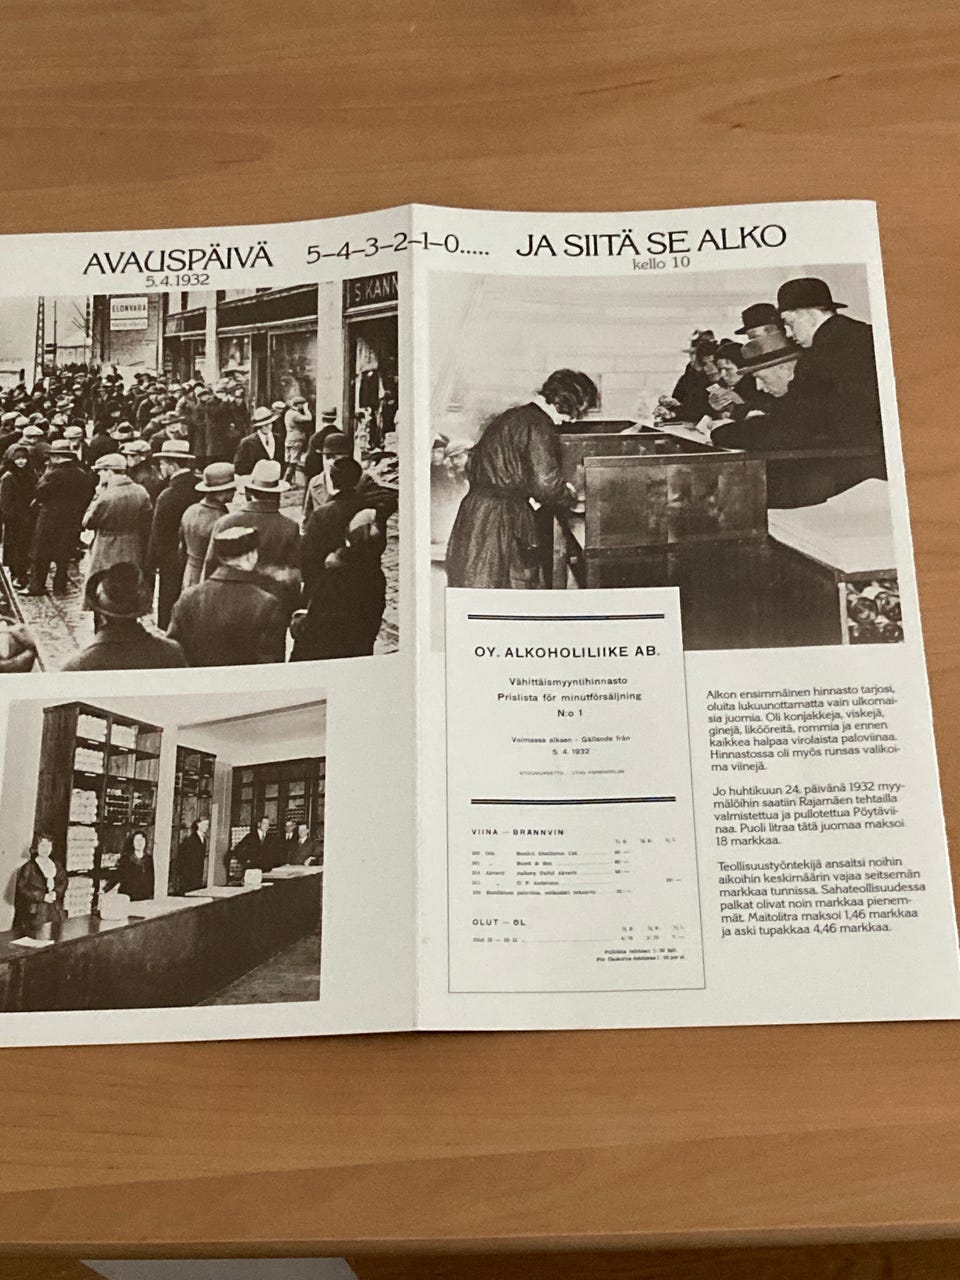 AVAUSPÄIVÄ 5–4–3–2–1–0..... JA SIITÄ SE ALKO
5.4.1932
kello 10
ELONVARA
S KANN
OY. ALKOHOLILIIKE AB.
Vähittäismyyntihinnasto
Prislista för minutförsäljning
N:o 1
Voimassa alkaen - Gällande från
5. 4. 1932
VIINA — BRÄNNVIN
OLUT — ÖL
Alkon ensimmäinen hinnasto tarjosi,
oluita lukuunottamatta vain ulkomai-
sia juomia. Oli konjakkeja, viskejä,
ginejä, liköörejä, rommia ja ennen
kaikkea halpaa virolaista paloviinaa.
Hinnastossa oli myös runsas valikoi-
ma viinejä.
Jo huhtikuun 24. päivänä 1932 myy-
mälöihin saatiin Rajamäen tehtailla
valmistettua ja pullotettua Pöytävii-
naa. Puoli litraa tätä juomaa maksoi
18 markkaa.
Teollisuustyöntekijä ansaitsi noihin
aikoihin keskimäärin vajaa seitsemän
markkaa tunnissa. Sahateollisuudessa
palkat olivat noin markkaa pienem-
mät. Maitolitra maksoi 1,46 markkaa
ja aski tupakkaa 4,46 markkaa.